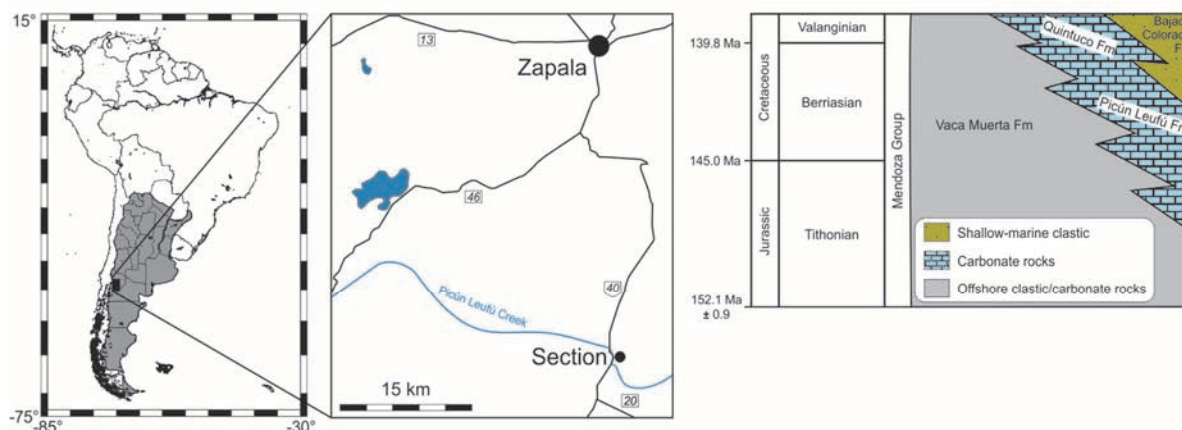 15°
-75°
-85°
-30°
13
Zapala
46
40
Picún Leufú Creek
Section
15 km
20
139.8 Ma
145.0 Ma
152.1 Ma
± 0.9
Cretaceous
Jurassic
Valanginian
Berriasian
Tithonian
Mendoza Group
Vaca Muerta Fm
Quintuco Fm
Picún Leufú Fm
Bajad
Colorad
F
Shallow-marine clastic
Carbonate rocks
Offshore clastic/carbonate rocks